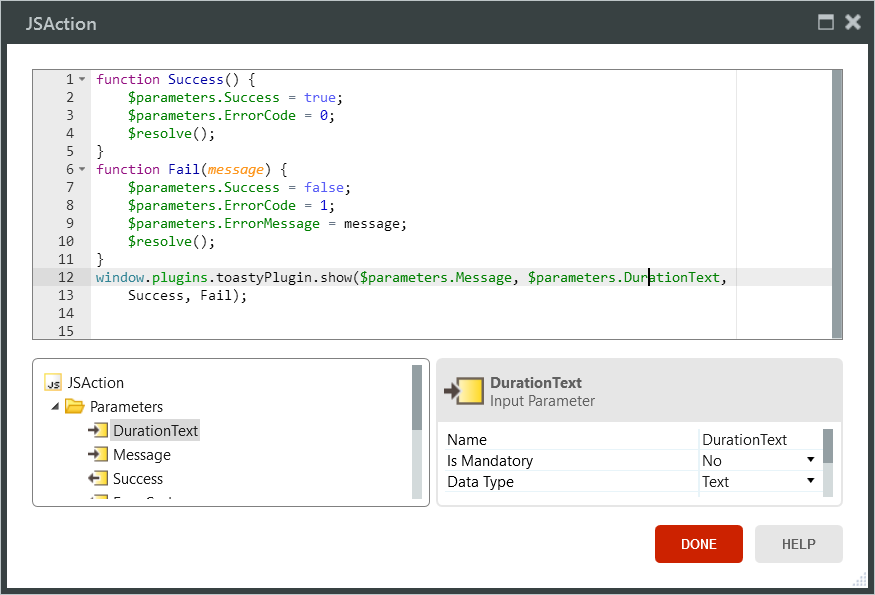 JSAction
1 function Success() {
2 $parameters.Success = true;
3 $parameters.ErrorCode = 0;
4 $resolve();
5 }
6 function Fail(message) {
7 $parameters.Success = false;
8 $parameters.ErrorCode = 1;
9 $parameters.ErrorMessage = message;
10 $resolve();
11 }
12 window.plugins.toastyPlugin.show($parameters.Message, $parameters.DurationText,
13 Success, Fail);
14
15
JS JSAction
Parameters
DurationText
Message
Success
DurationText
Input Parameter
Name DurationText
Is Mandatory No
Data Type Text
DONE HELP